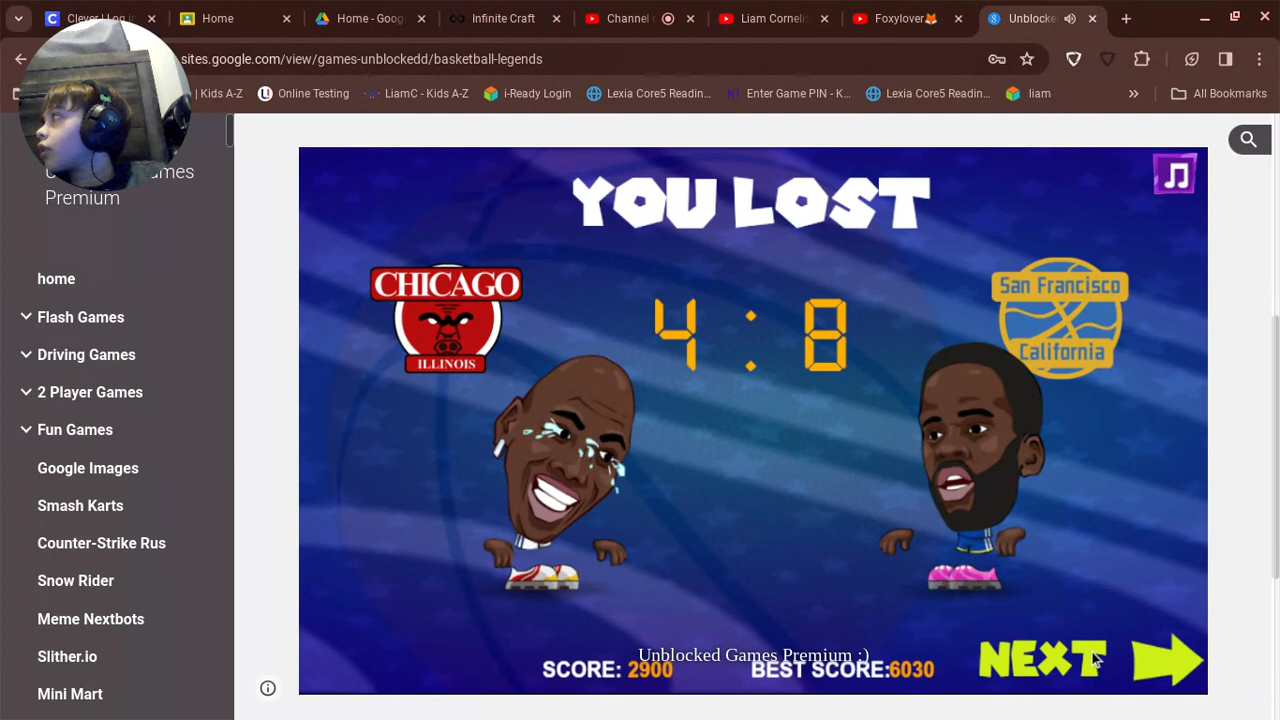 Clever | Log in
Home
Home - Goog
Infinite Craft
Channel
Liam Corneli
Foxylover🦊
Unblocke
sites.google.com/view/games-unblockedd/basketball-legends
Kids A-Z
Online Testing
LiamC - Kids A-Z
i-Ready Login
Lexia Core5 Readin...
Enter Game PIN - K...
Lexia Core5 Readin...
liam
All Bookmarks
Premium
home
Flash Games
Driving Games
2 Player Games
Fun Games
Google Images
Smash Karts
Counter-Strike Rus
Snow Rider
Meme Nextbots
Slither.io
Mini Mart
YOU LOST
CHICAGO
ILLINOIS
4 : 8
San Francisco
California
Unblocked Games Premium :)
SCORE: 2900
BEST SCORE:6030
NEXT